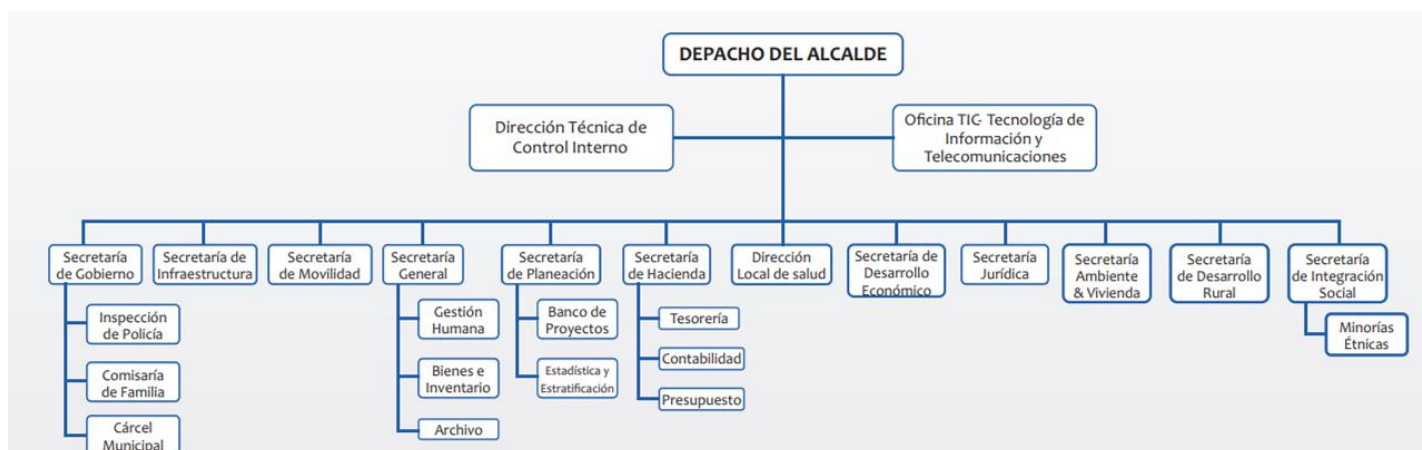 DEPACHO DEL ALCALDE
Dirección Técnica de
Control Interno
Oficina TIC- Tecnología de
Información y
Telecomunicaciones
Secretaría
de Gobierno
Secretaría de
Infraestructura
Secretaría
de Movilidad
Secretaría
General
Secretaría
de Planeación
Secretaría
de Hacienda
Dirección
Local de salud
Secretaría de
Desarrollo
Económico
Secretaría
Jurídica
Secretaría
Ambiente
& Vivienda
Secretaría
de Desarrollo
Rural
Secretaría
de Integración
Social
Inspección
de Policía
Comisaría
de Familia
Cárcel
Municipal
Gestión
Humana
Bienes e
Inventario
Archivo
Banco de
Proyectos
Estadística y
Estratificación
Tesorería
Contabilidad
Presupuesto
Minorías
Étnicas